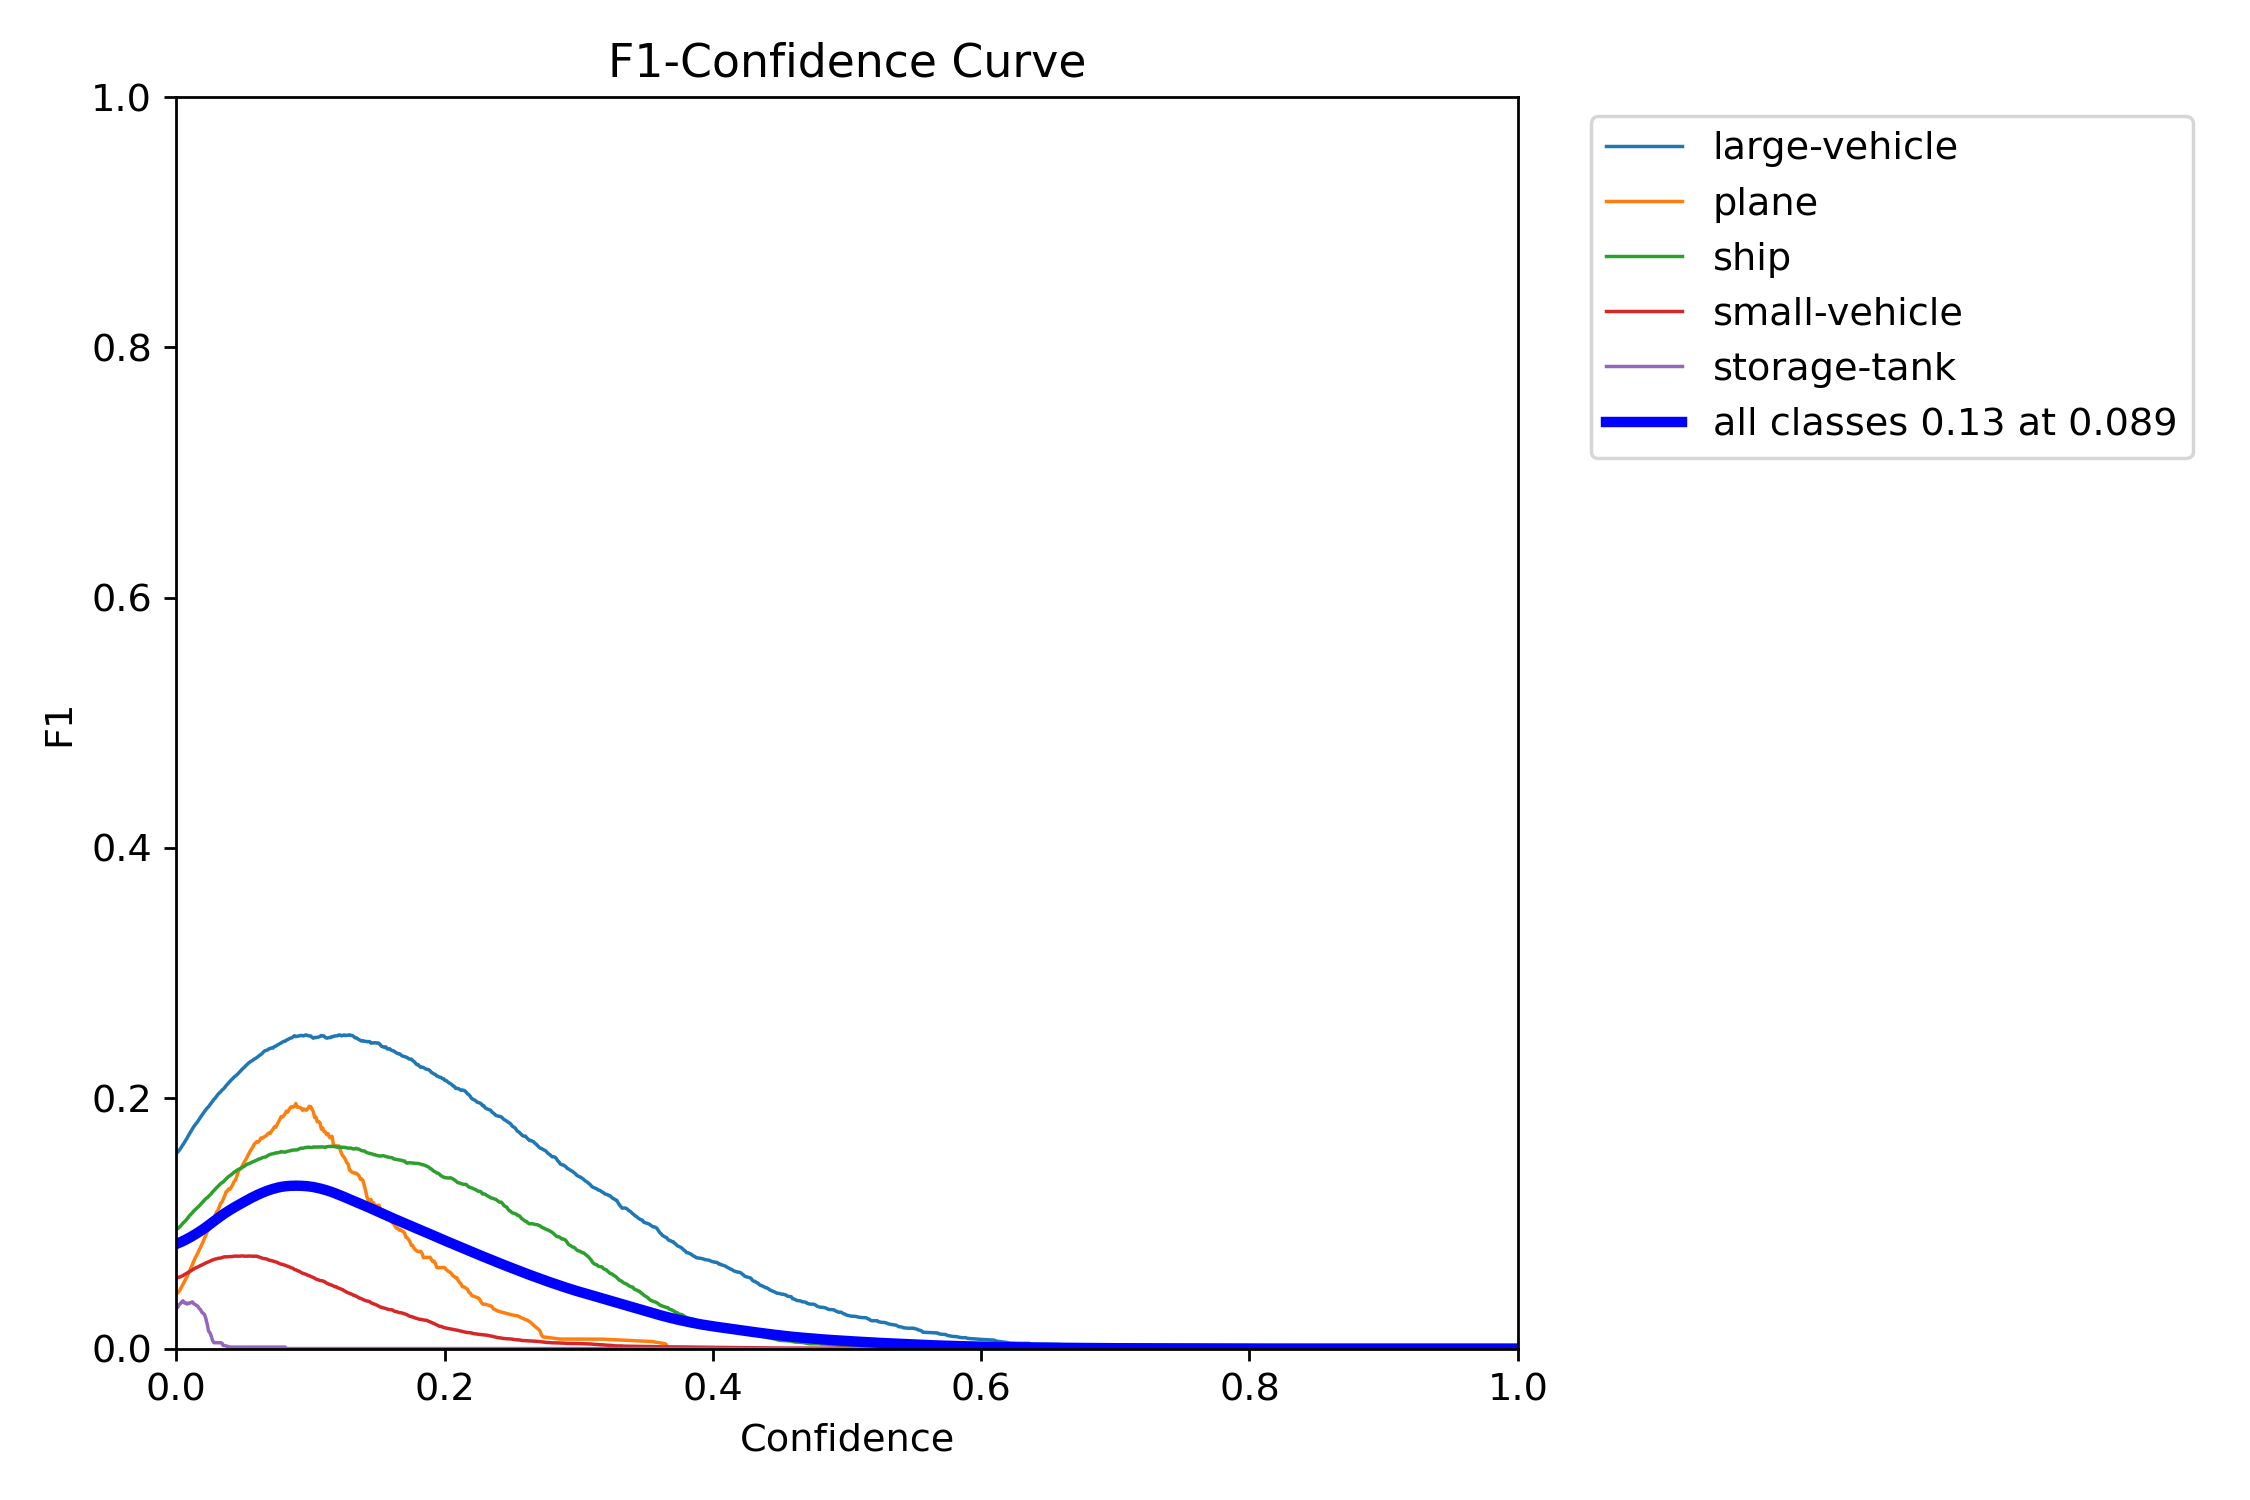 F1-Confidence Curve
1.0
0.8
0.6
0.4
0.2
0.0
F1
0.0 0.2 0.4 0.6 0.8 1.0
Confidence
large-vehicle
plane
ship
small-vehicle
storage-tank
all classes 0.13 at 0.089